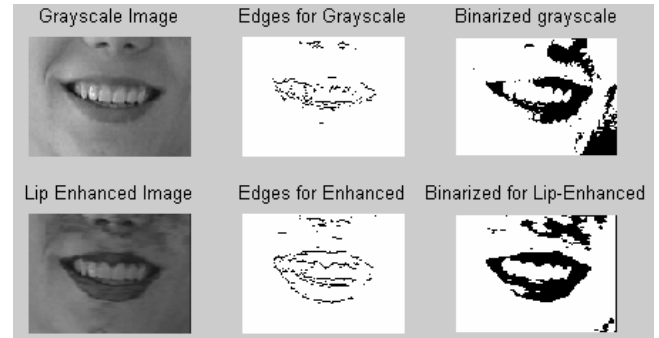 Grayscale Image
Edges for Grayscale
Binarized grayscale
Lip Enhanced Image
Edges for Enhanced
Binarized for Lip-Enhanced